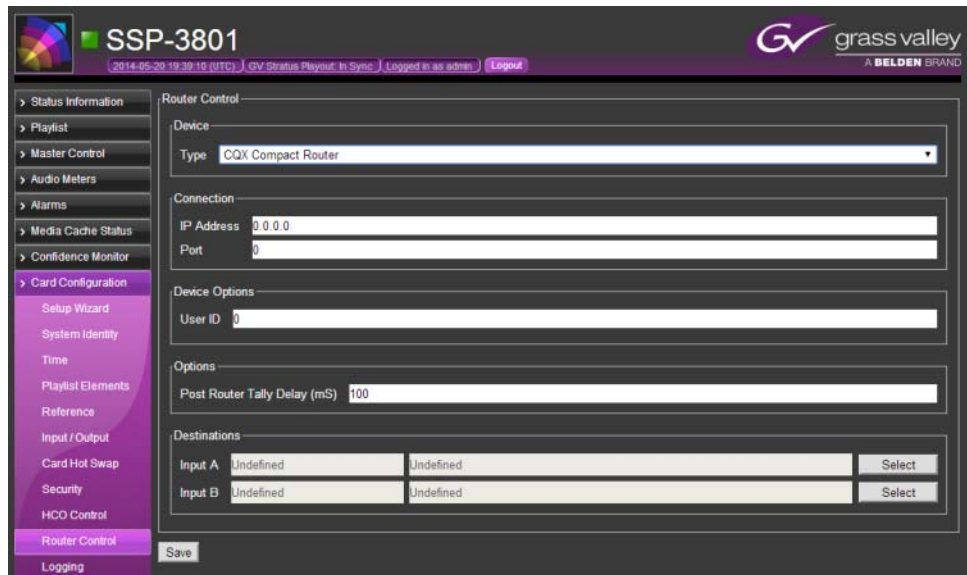 SSP-3801
2014-05-20 19:39:10 (UTC) GV Stratus Playout: In Sync Logged in as admin Logout
GV grass valley
A BELDEN BRAND
Status Information
Playlist
Master Control
Audio Meters
Alarms
Media Cache Status
Confidence Monitor
Card Configuration
Setup Wizard
System Identity
Time
Playlist Elements
Reference
Input / Output
Card Hot Swap
Security
HCO Control
Router Control
Logging
Router Control
Device
Type CQX Compact Router
Connection
IP Address 0.0.0.0
Port 0
Device Options
User ID 0
Options
Post Router Tally Delay (mS) 100
Destinations
Input A Undefined Undefined Select
Input B Undefined Undefined Select
Save